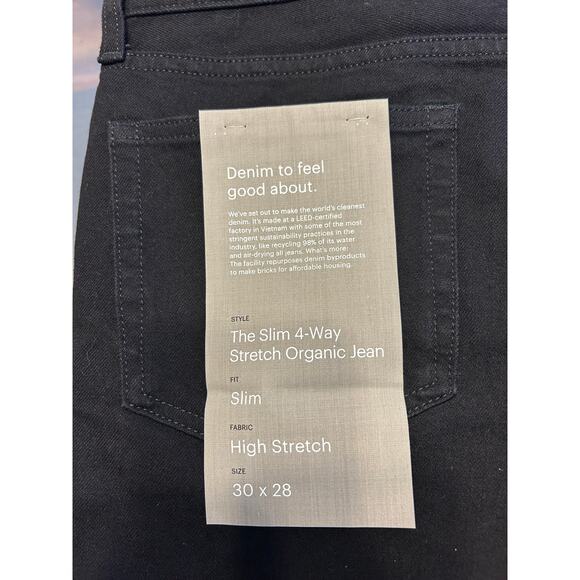 Denim to feel
good about.
We've set out to make the world's cleanest
denim. It's made at a LEED-certified
factory in Vietnam with some of the most
stringent sustainability practices in the
industry, like recycling 98% of its water
and air-drying all jeans. What's more:
The facility repurposes denim byproducts
to make bricks for affordable housing.
STYLE
The Slim 4-Way
Stretch Organic Jean
FIT
Slim
FABRIC
High Stretch
SIZE
30 x 28